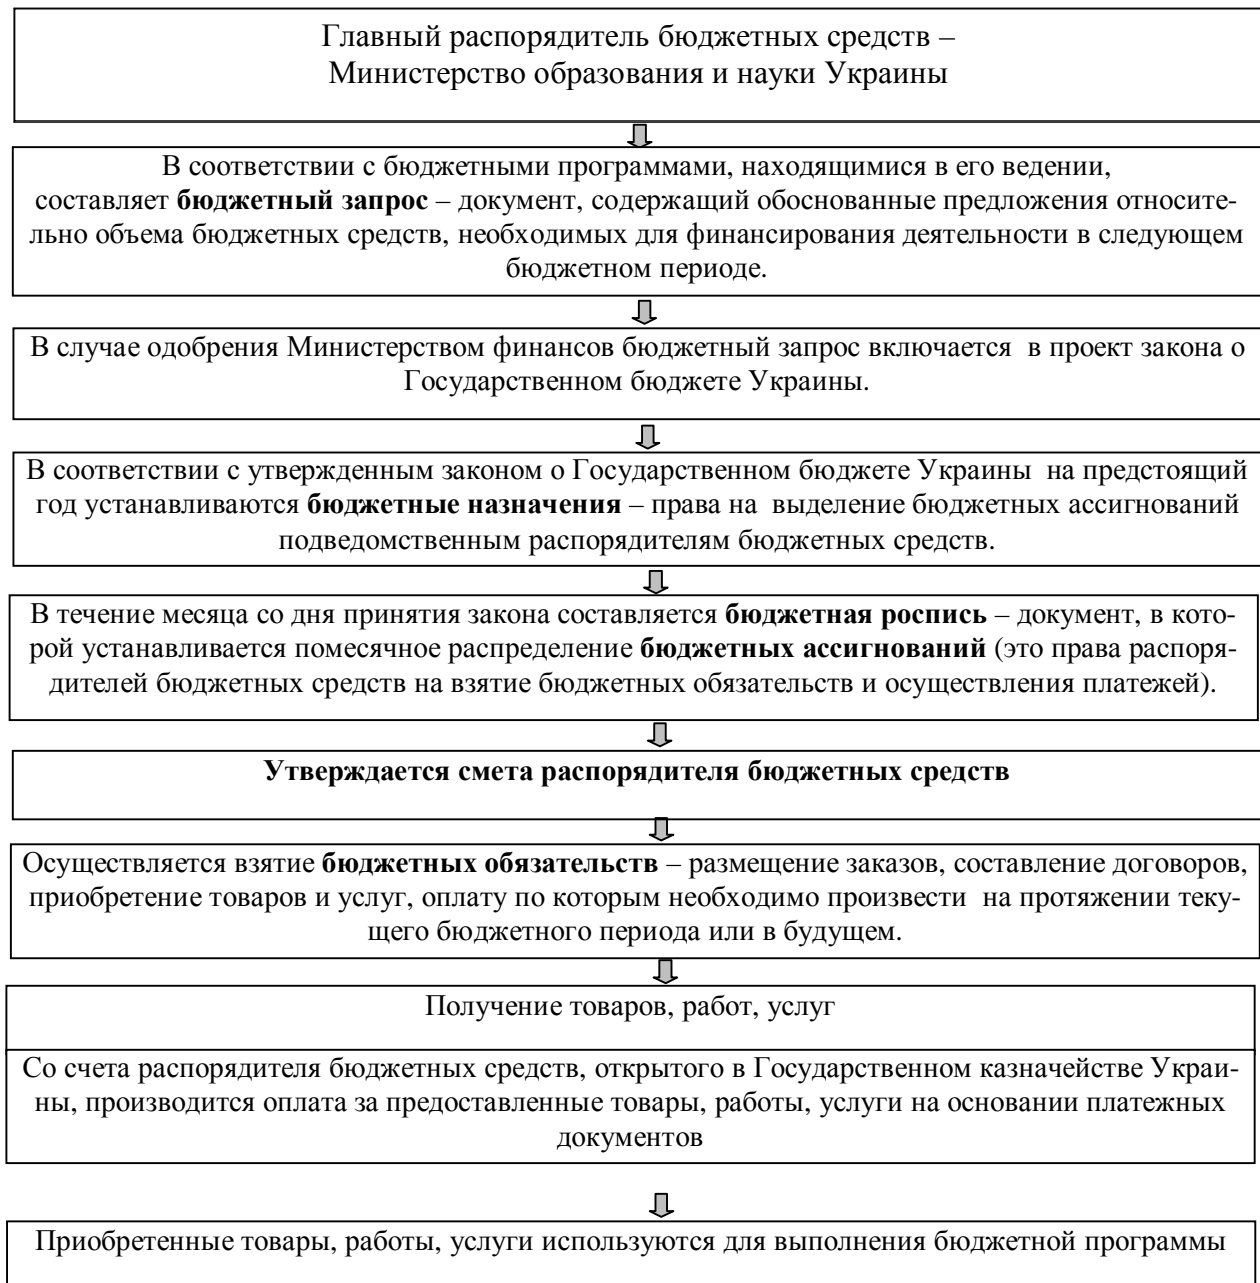 Главный распорядитель бюджетных средств –
Министерство образования и науки Украины
В соответствии с бюджетными программами, находящимися в его ведении,
составляет бюджетный запрос – документ, содержащий обоснованные предложения относите-
льно объема бюджетных средств, необходимых для финансирования деятельности в следующем
бюджетном периоде.
В случае одобрения Министерством финансов бюджетный запрос включается в проект закона о
Государственном бюджете Украины.
В соответствии с утвержденным законом о Государственном бюджете Украины на предстоящий
год устанавливаются бюджетные назначения – права на выделение бюджетных ассигнований
подведомственным распорядителям бюджетных средств.
В течение месяца со дня принятия закона составляется бюджетная роспись – документ, в кото-
рой устанавливается помесячное распределение бюджетных ассигнований (это права распоря-
дителей бюджетных средств на взятие бюджетных обязательств и осуществления платежей).
Утверждается смета распорядителя бюджетных средств
Осуществляется взятие бюджетных обязательств – размещение заказов, составление договоров,
приобретение товаров и услуг, оплату по которым необходимо произвести на протяжении теку-
щего бюджетного периода или в будущем.
Получение товаров, работ, услуг
Со счета распорядителя бюджетных средств, открытого в Государственном казначействе Украи-
ны, производится оплата за предоставленные товары, работы, услуги на основании платежных
документов
Приобретенные товары, работы, услуги используются для выполнения бюджетной программы